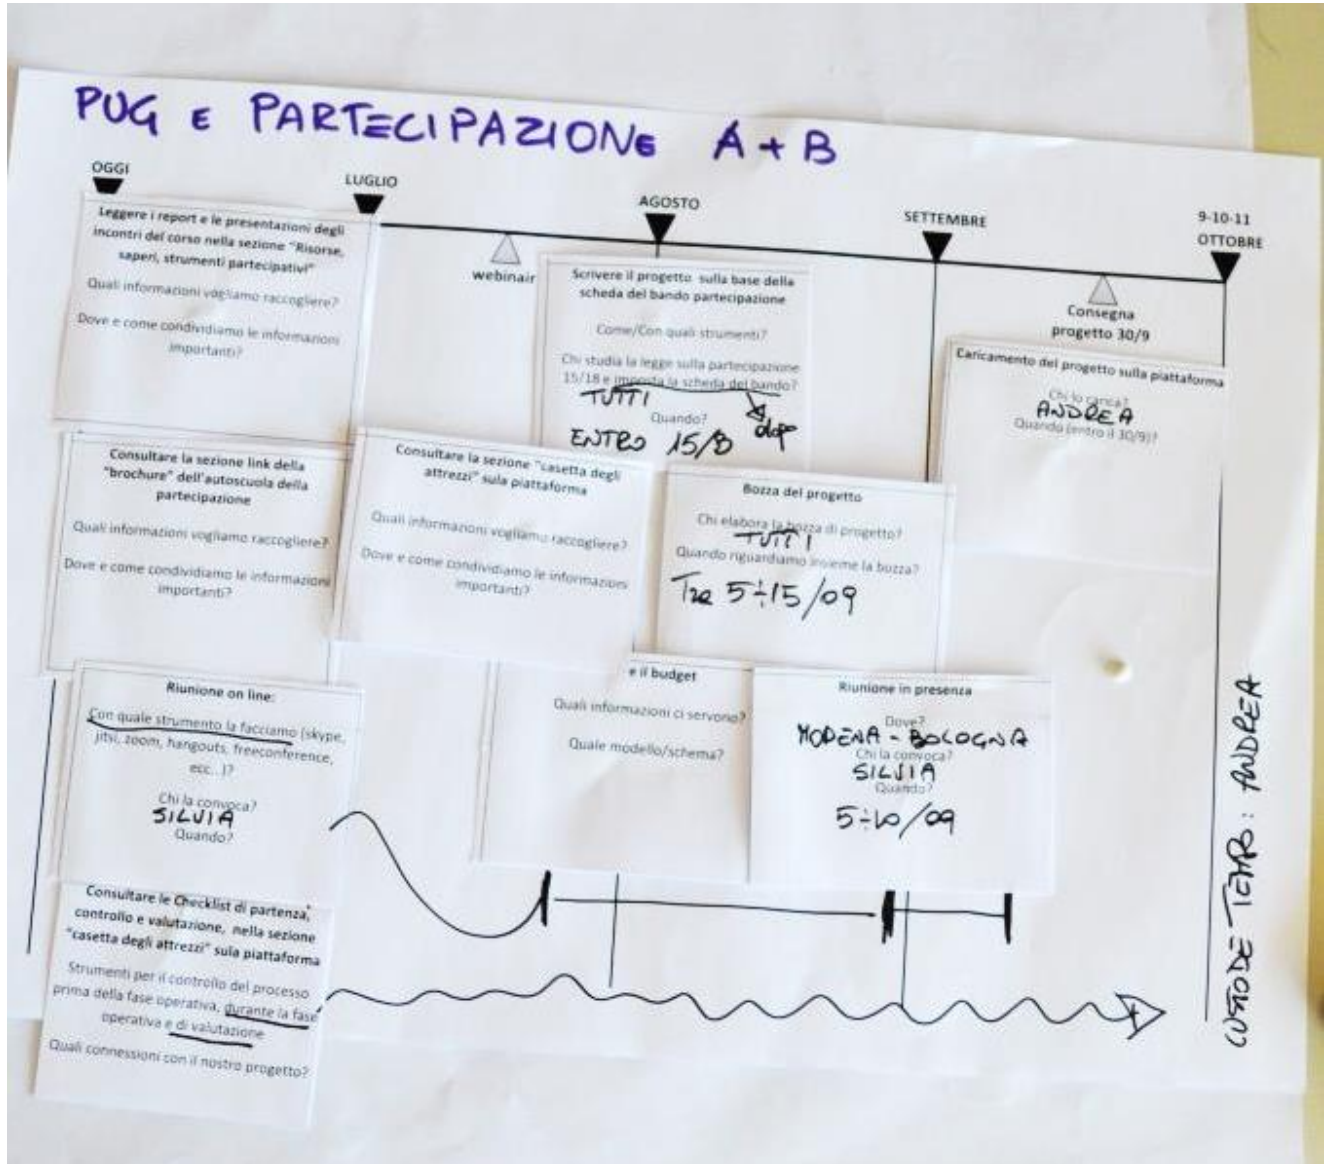 PUG E PARTECIPAZIONE A + B
OGGI
LUGLIO
AGOSTO
SETTEMBRE
9-10-11
OTTOBRE
webinair
Consegna
progetto 30/9
Leggere i report e le presentazioni degli
incontri del corso nella sezione "Risorse,
saperi, strumenti partecipativi"
Quali informazioni vogliamo raccogliere?
Dove e come condividiamo le informazioni
importanti?
Scrivere il progetto sulla base della
scheda del bando partecipazione
Come/Con quali strumenti?
Chi studia la legge sulla partecipazione
15/18 e imposta la scheda del bando?
TUTTI
dopo
Quando?
ENTRO 15/8
Caricamento del progetto sulla piattaforma
Chi lo carica?
ANDREA
Quando (entro il 30/9)?
Consultare la sezione link della
"brochure" dell'autoscuola della
partecipazione
Quali informazioni vogliamo raccogliere?
Dove e come condividiamo le informazioni
importanti?
Consultare la sezione "casetta degli
attrezzi" sula piattaforma
Quali informazioni vogliamo raccogliere?
Dove e come condividiamo le informazioni
importanti?
Bozza del progetto
Chi elabora la bozza di progetto?
TUTTI
Quando riguardiamo insieme la bozza?
Tra 5÷15/09
Riunione on line:
Con quale strumento la facciamo (skype,
jitsi, zoom, hangouts, freeconference,
ecc...)?
Chi la convoca?
SILVIA
Quando?
e il budget
Quali informazioni ci servono?
Quale modello/schema?
Riunione in presenza
Dove?
MODENA - BOLOGNA
Chi la convoca?
SILVIA
Quando?
5÷10/09
Consultare le Checklist di partenza,
controllo e valutazione, nella sezione
"casetta degli attrezzi" sula piattaforma
Strumenti per il controllo del processo
prima della fase operativa, durante la fase
operativa e di valutazione
Quali connessioni con il nostro progetto?
CUSTODE TEMPO: ANDREA